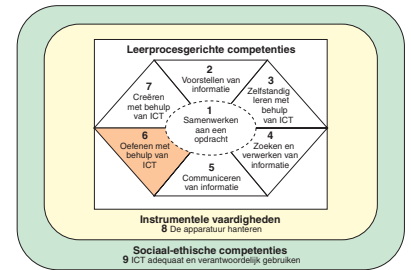 Leerprocesgerichte competenties
2
Voorstellen van
informatie
7
Creëren
met behulp
van ICT
3
Zelfstandig
leren met
behulp
van ICT
1
Samenwerken
aan een
opdracht
6
Oefenen met
behulp van
ICT
4
Zoeken en
verwerken van
informatie
5
Communiceren
van informatie
Instrumentele vaardigheden
8 De apparatuur hanteren
Sociaal-ethische competenties
9 ICT adequaat en verantwoordelijk gebruiken